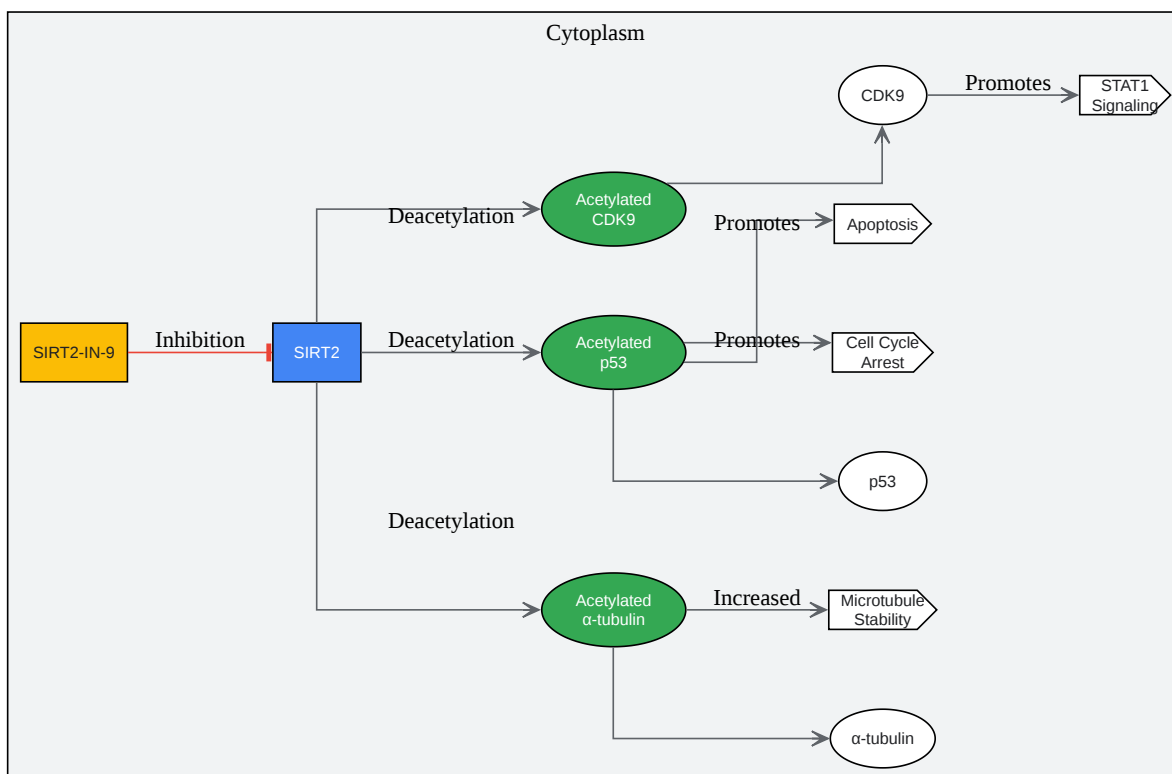 Cytoplasm
CDK9
Promotes
STAT1
Signaling
Acetylated
CDK9
Deacetylation
Promotes
Apoptosis
SIRT2-IN-9
Inhibition
SIRT2
Deacetylation
Acetylated
p53
Promotes
Cell Cycle
Arrest
p53
Deacetylation
Acetylated
α-tubulin
Increased
Microtubule
Stability
α-tubulin